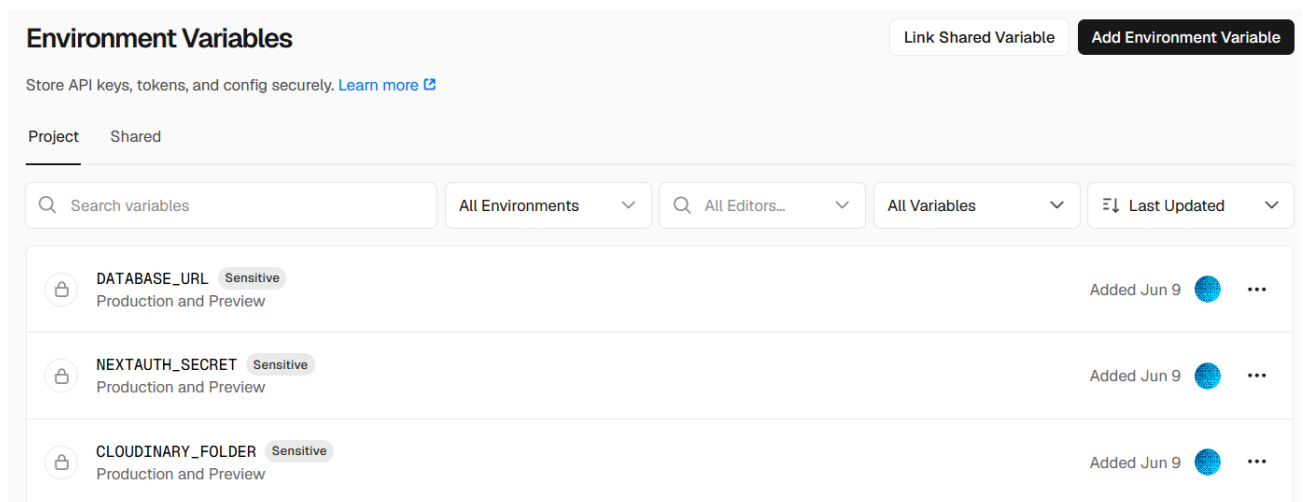 Environment Variables
Link Shared Variable
Add Environment Variable
Store API keys, tokens, and config securely. Learn more
Project
Shared
Search variables
All Environments
All Editors...
All Variables
Last Updated
DATABASE_URL Sensitive
Production and Preview
Added Jun 9
NEXTAUTH_SECRET Sensitive
Production and Preview
Added Jun 9
CLOUDINARY_FOLDER Sensitive
Production and Preview
Added Jun 9